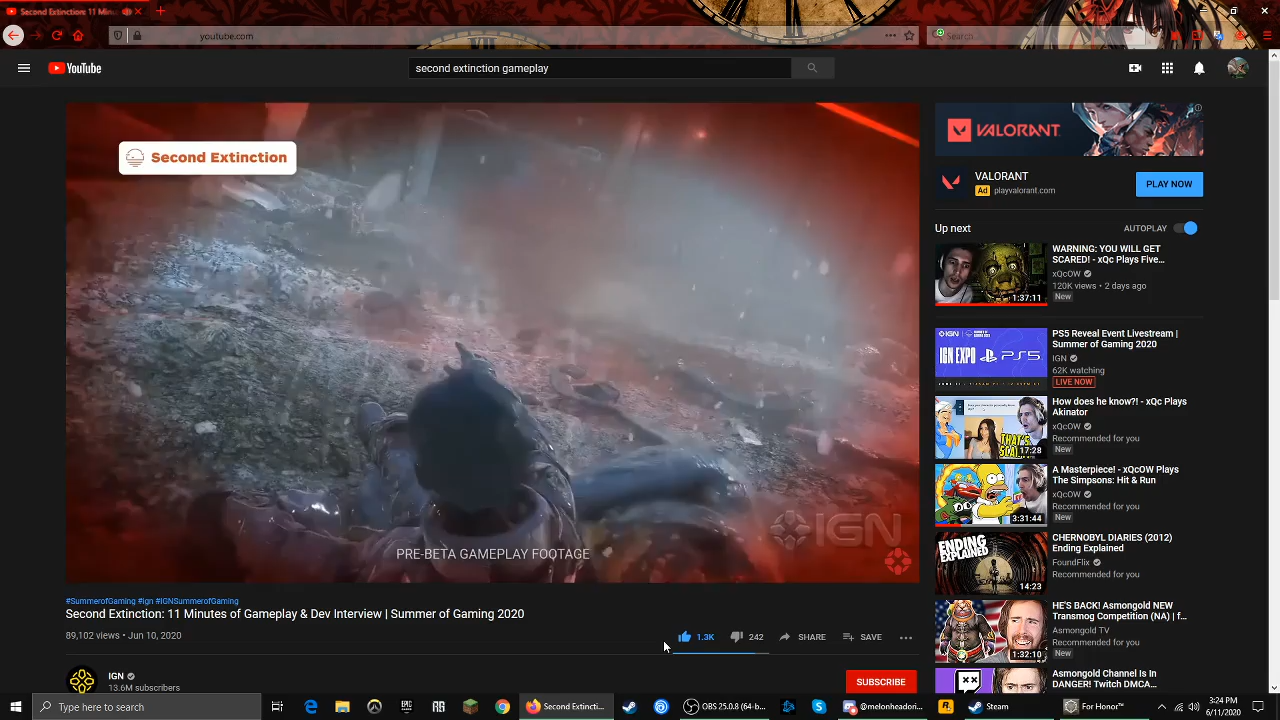 Second Extinction: 11 Minu
youtube.com
Search
YouTube
second extinction gameplay
Second Extinction
IGN
PRE-BETA GAMEPLAY FOOTAGE
#SummerofGaming #ign #IGNSummerofGaming
Second Extinction: 11 Minutes of Gameplay & Dev Interview | Summer of Gaming 2020
89,102 views • Jun 10, 2020
1.3K
242
SHARE
SAVE
IGN
13.6M subscribers
SUBSCRIBE
VALORANT
VALORANT
Ad playvalorant.com
PLAY NOW
Up next
AUTOPLAY
1:37:11
WARNING: YOU WILL GET
SCARED! - xQc Plays Five...
xQcOW
120K views • 2 days ago
New
IGN EXPO PS5
PS5 Reveal Event Livestream |
Summer of Gaming 2020
IGN
62K watching
LIVE NOW
THAT'S
17:28
How does he know?! - xQc Plays
Akinator
xQcOW
Recommended for you
New
3:31:44
A Masterpiece! - xQcOW Plays
The Simpsons: Hit & Run
xQcOW
Recommended for you
New
ENDING
EXPLAINED
14:23
CHERNOBYL DIARIES (2012)
Ending Explained
FoundFlix
Recommended for you
1:32:10
HE'S BACK! Asmongold NEW
Transmog Competition (NA) | f...
Asmongold TV
Recommended for you
New
Asmongold Channel Is In
DANGER! Twitch DMCA...
Type here to search
EPIC GAMES
Second Extincti...
OBS 25.0.8 (64-b...
@melonheadori...
Steam
For Honor™
3:24 PM
6/11/2020